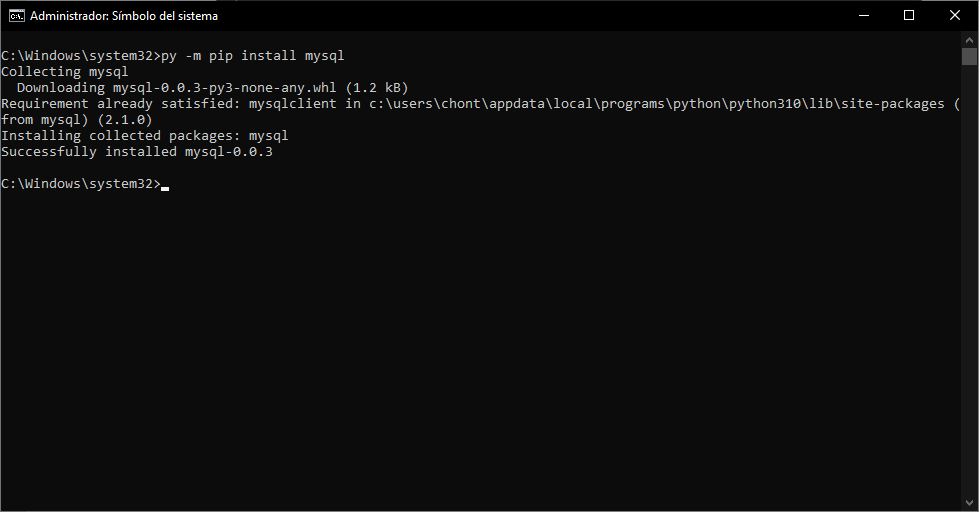 Administrador: Símbolo del sistema
C:\Windows\system32>py -m pip install mysql
Collecting mysql
  Downloading mysql-0.0.3-py3-none-any.whl (1.2 kB)
Requirement already satisfied: mysqlclient in c:\users\chont\appdata\local\programs\python\python310\lib\site-packages (
from mysql) (2.1.0)
Installing collected packages: mysql
Successfully installed mysql-0.0.3
C:\Windows\system32>